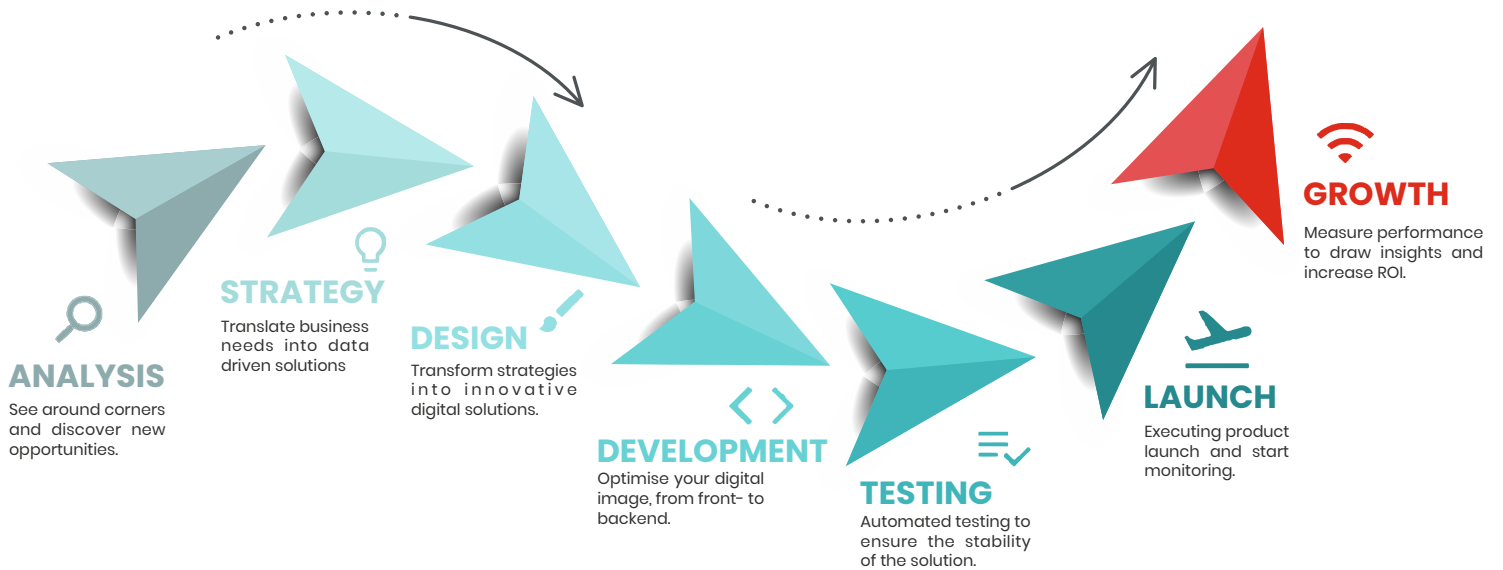 ANALYSIS
See around corners
and discover new
opportunities.
STRATEGY
Translate business
needs into data
driven solutions
DESIGN
Transform strategies
into innovative
digital solutions.
DEVELOPMENT
Optimise your digital
image, from front- to
backend.
TESTING
Automated testing to
ensure the stability
of the solution.
LAUNCH
Executing product
launch and start
monitoring.
GROWTH
Measure performance
to draw insights and
increase ROI.